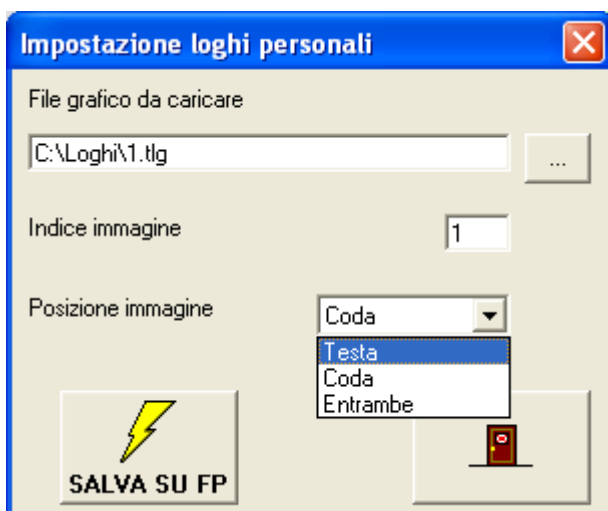 Impostazione loghi personali
File grafico da caricare
C:\Loghi\1.tlg
...
Indice immagine
1
Posizione immagine
Coda
Testa
Coda
Entrambe
SALVA SU FP